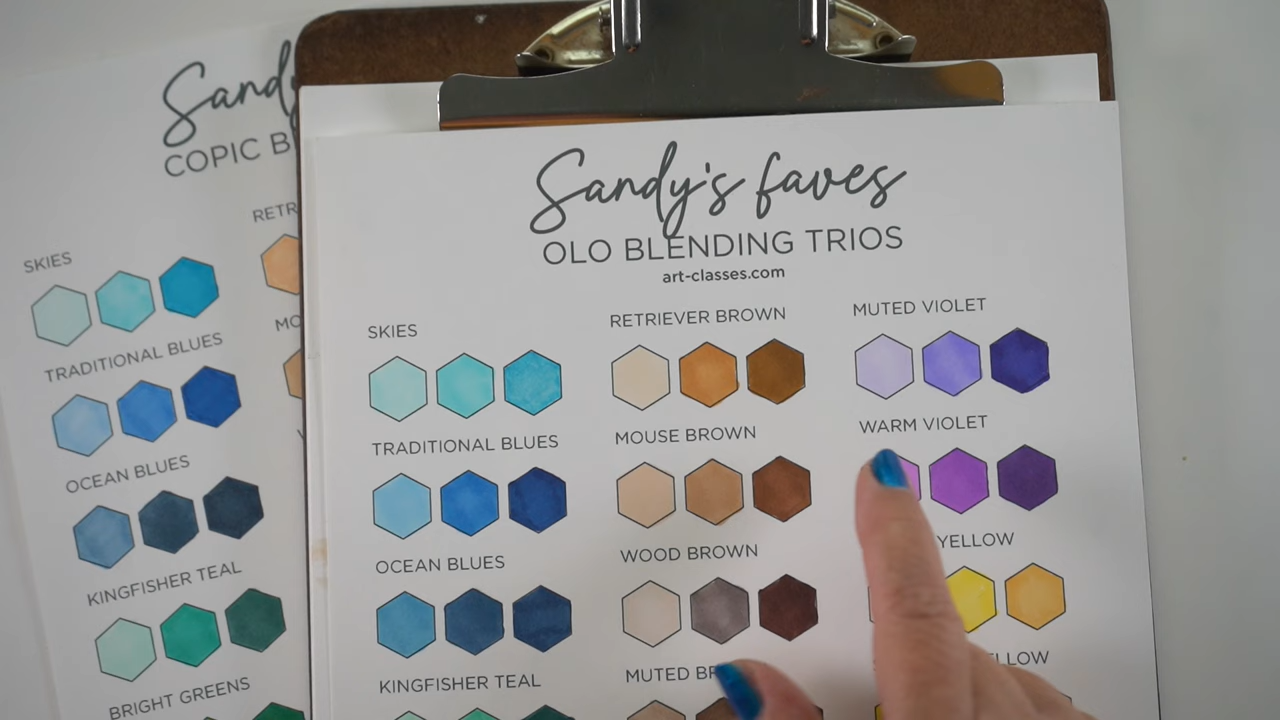 Sandy's faves
OLO BLENDING TRIOS
art-classes.com
SKIES
TRADITIONAL BLUES
OCEAN BLUES
KINGFISHER TEAL
RETRIEVER BROWN
MOUSE BROWN
WOOD BROWN
MUTED
MUTED VIOLET
WARM VIOLET
YELLOW
COPIC
SKIES
TRADITIONAL BLUES
OCEAN BLUES
KINGFISHER TEAL
BRIGHT GREENS